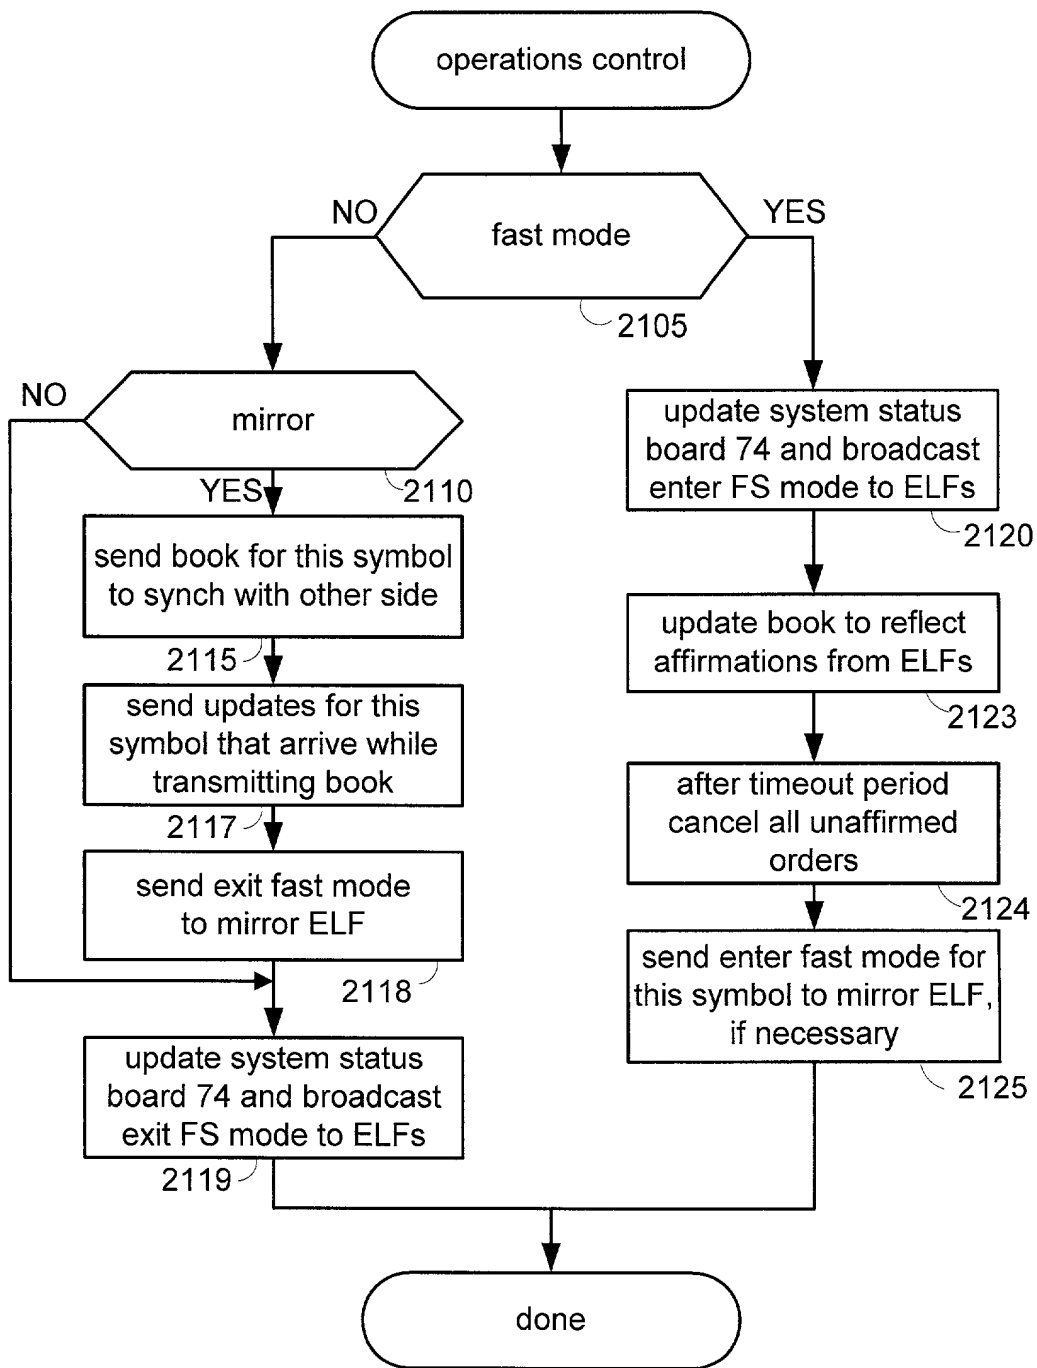 operations control
NO
YES
fast mode
2105
NO
mirror
2110
YES
send book for this symbol
to synch with other side
2115
send updates for this
symbol that arrive while
transmitting book
2117
send exit fast mode
to mirror ELF
2118
update system status
board 74 and broadcast
exit FS mode to ELFs
2119
update system status
board 74 and broadcast
enter FS mode to ELFs
2120
update book to reflect
affirmations from ELFs
2123
after timeout period
cancel all unaffirmed
orders
2124
send enter fast mode for
this symbol to mirror ELF,
if necessary
2125
done